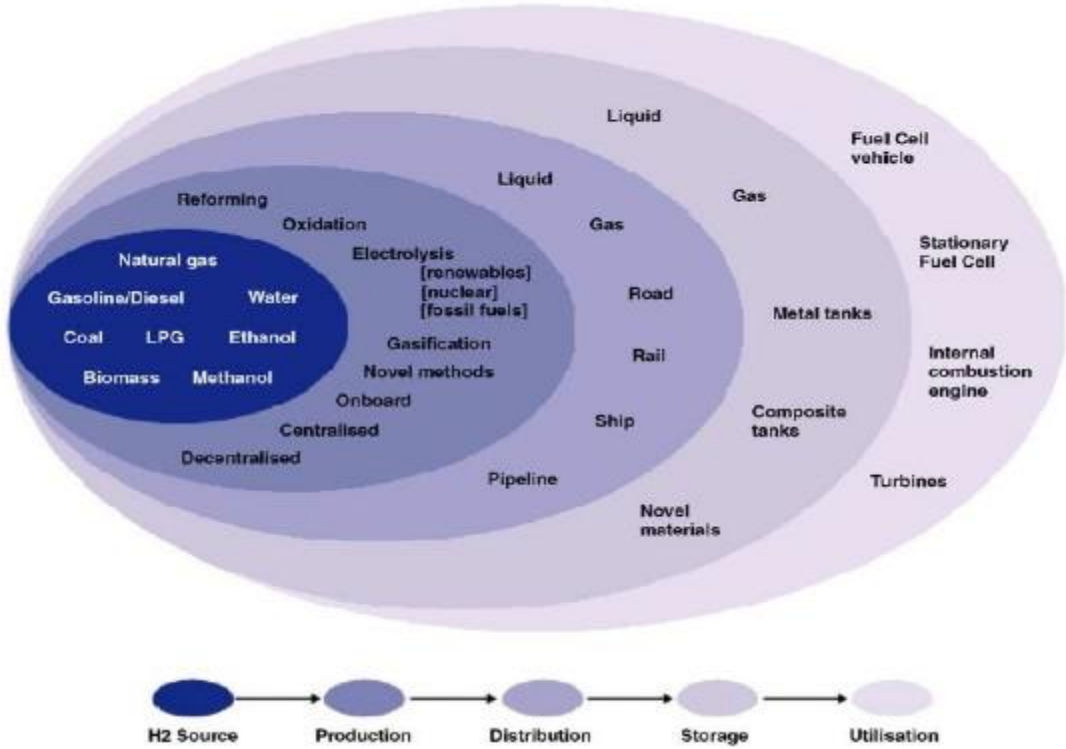 Liquid
Fuel Cell
vehicle
Liquid
Gas
Reforming
Oxidation
Gas
Electrolysis
[renewables]
[nuclear]
[fossil fuels]
Stationary
Fuel Cell
Natural gas
Gasoline/Diesel
Water
Road
Metal tanks
Coal
LPG
Ethanol
Gasification
Rail
Internal
combustion
engine
Biomass
Methanol
Novel methods
Onboard
Composite
tanks
Ship
Centralised
Decentralised
Pipeline
Turbines
Novel
materials
H2 Source
Production
Distribution
Storage
Utilisation